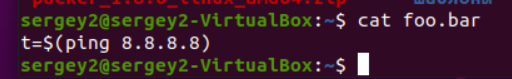 sergey2@sergey2-VirtualBox:~$ cat foo.bar
t=$(ping 8.8.8.8)
sergey2@sergey2-VirtualBox:~$